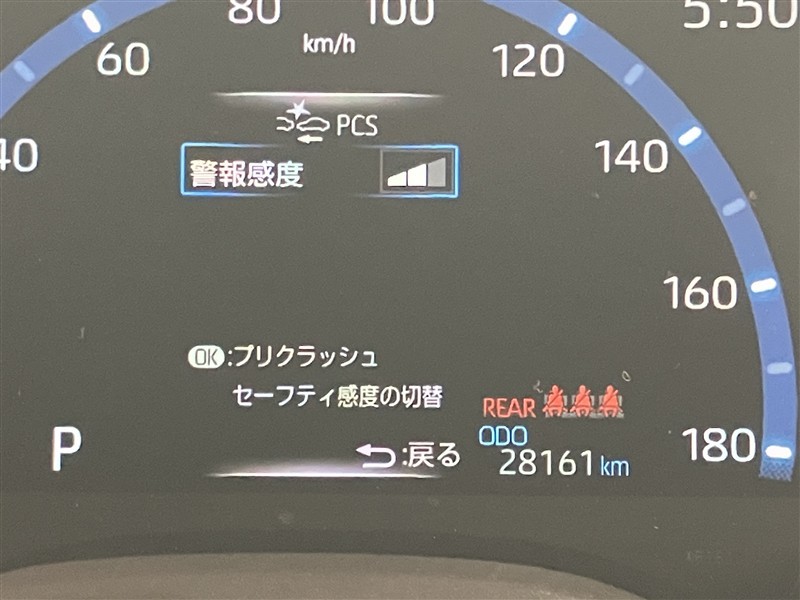 80 100 5:50
km/h
60 120
PCS
40 140
警報感度
160
OK:プリクラッシュ
セーフティ感度の切替
REAR
ODO
P :戻る 28161 km 180